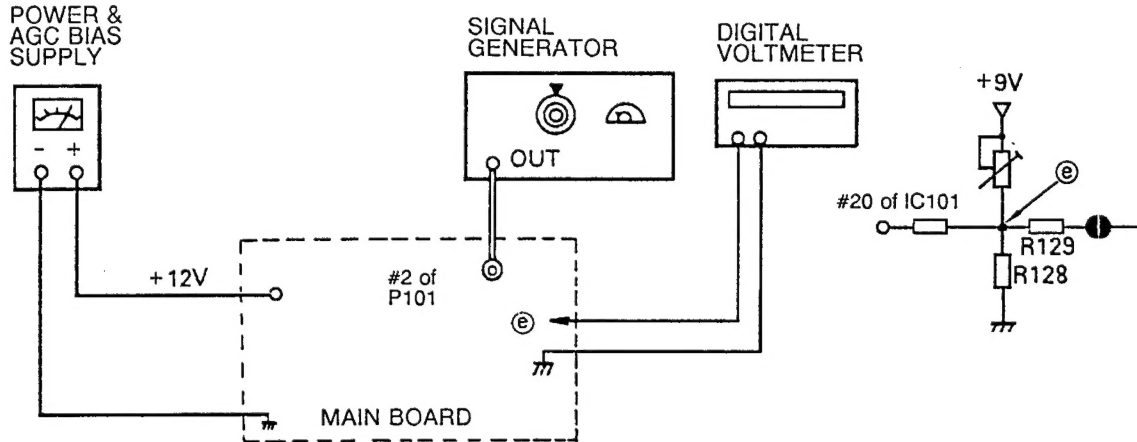 POWER &
AGC BIAS
SUPPLY
- +
SIGNAL
GENERATOR
OUT
DIGITAL
VOLTMETER
+9V
ⓔ
#20 of IC101
R129
R128
+12V
#2 of
P101
ⓔ
MAIN BOARD